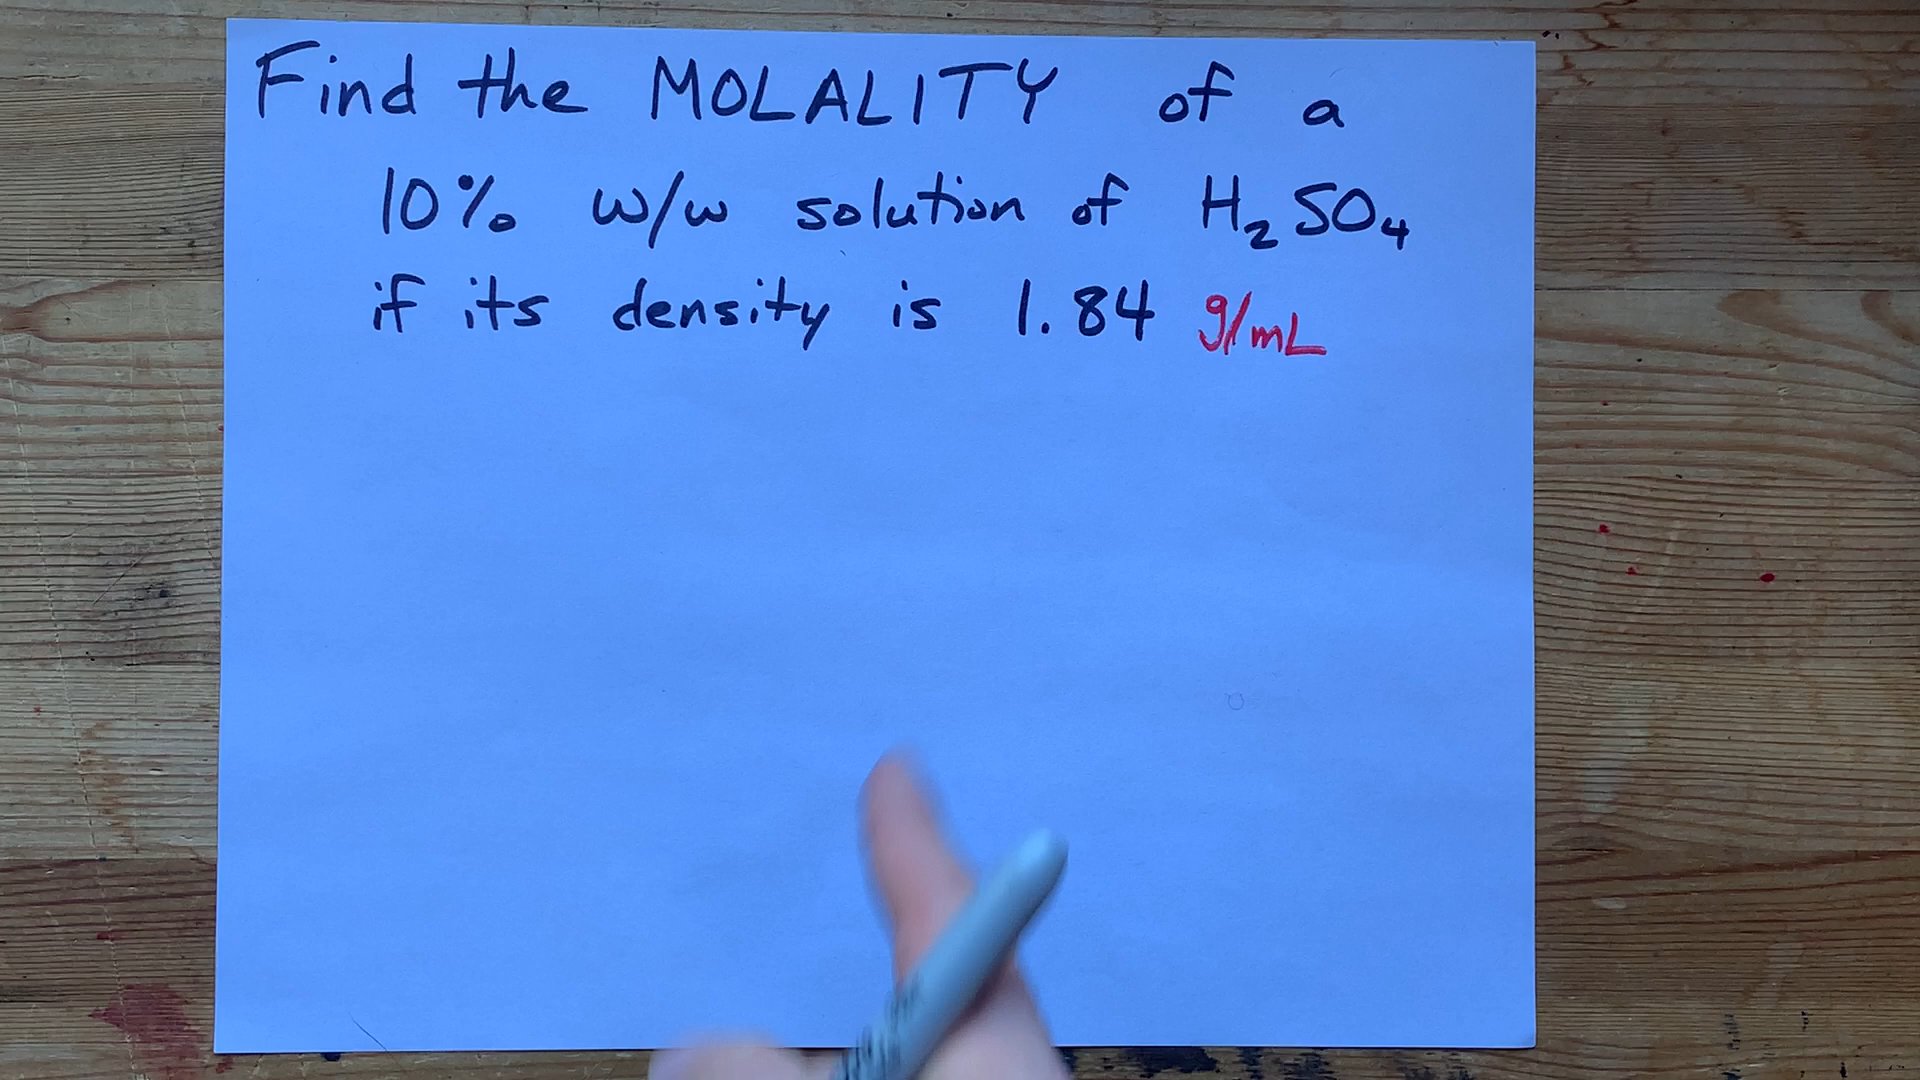 Find the MOLALITY of a
10% w/w solution of H₂SO₄
if its density is 1.84 g/mL